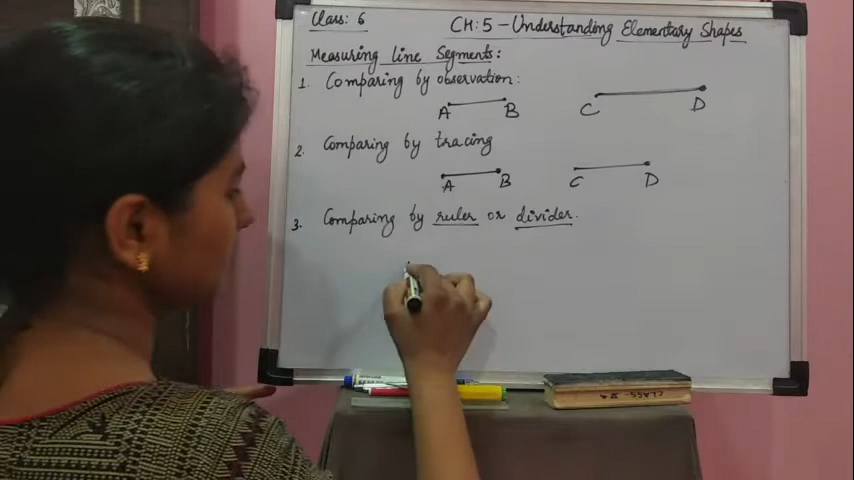 Class: 6
CH: 5 - Understanding Elementary Shapes
Measuring Line Segments:
1. Comparing by observation:
A B C D
2. Comparing by tracing
A B C D
3. Comparing by ruler or divider.